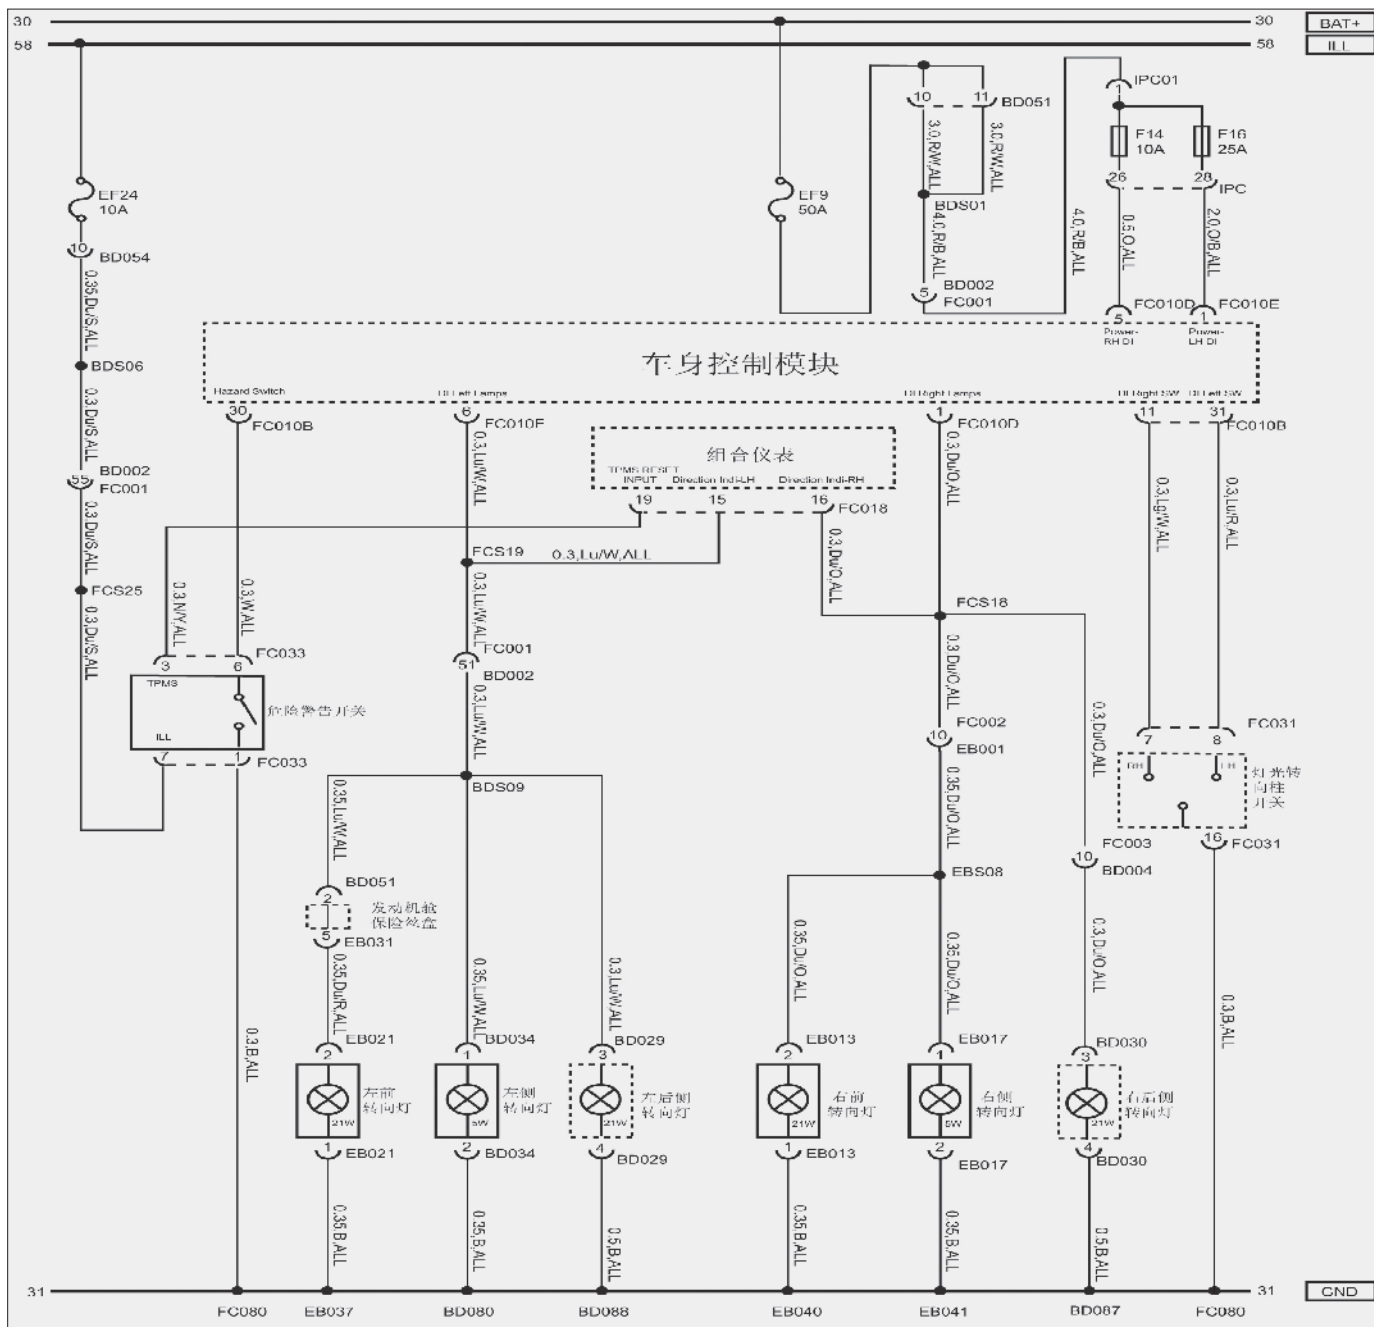 30
30
BAT+
58
58
ILL
IPC01
1
10
11
BD051
F14
10A
F16
25A
3.0,R/W,ALL
3.0,R/W,ALL
26
28
IPC
EF24
10A
EF9
50A
BDS01
4.0,R/B,ALL
4.0,R/B,ALL
0.5,O,ALL
2.0,O/B,ALL
10
BD054
0.35,Du/S,ALL
BD002
5
FC001
FC010D
FC010E
5
1
Power-
RH DI
Power-
LH DI
车身控制模块
BDS06
Hazard Switch
DI Left Lamps
DI Right Lamps
DI Right SW
DI Left SW
30
FC010B
6
1
FC010D
11
31
FC010B
0.3,Du/S,ALL
0.3,Lu/W,ALL
组合仪表
TPMS RESET
INPUT
Direction Indi-LH
Direction Indi-RH
0.3,Du/O,ALL
BD002
55
FC001
19
15
16
FC018
0.3,Lg/W,ALL
0.3,Lu/R,ALL
0.3,Du/S,ALL
FCS19
0.3,Lu/W,ALL
0.3,Du/O,ALL
FCS25
0.3,N/Y,ALL
0.3,W,ALL
0.3,Lu/W,ALL
FCS18
0.3,Du/S,ALL
3
6
FC033
FC001
51
BD002
0.3,Du/O,ALL
TPMS
ILL
危险警告开关
0.3,Lu/W,ALL
0.3,Du/O,ALL
FC002
10
EB001
FC031
7
8
7
1
FC033
RH
LH
灯光转
向柱
开关
BDS09
0.35,Lu/W,ALL
0.35,Du/O,ALL
16
FC031
FC003
10
BD004
EBS08
BD051
2
发动机舱
保险丝盒
5
EB031
0.35,Du/R,ALL
0.35,Lu/W,ALL
0.3,Lu/W,ALL
0.35,Du/O,ALL
0.35,Du/O,ALL
0.3,Du/O,ALL
0.3,B,ALL
0.3,B,ALL
EB021
2
BD034
1
BD029
3
EB013
2
EB017
1
BD030
3
左前
转向灯
21W
左侧
转向灯
5W
左后侧
转向灯
21W
右前
转向灯
21W
右侧
转向灯
5W
右后侧
转向灯
21W
1
EB021
2
BD034
4
BD029
1
EB013
2
EB017
4
BD030
0.35,B,ALL
0.35,B,ALL
0.5,B,ALL
0.35,B,ALL
0.35,B,ALL
0.5,B,ALL
31
31
GND
FC080
EB037
BD080
BD088
EB040
EB041
BD087
FC080